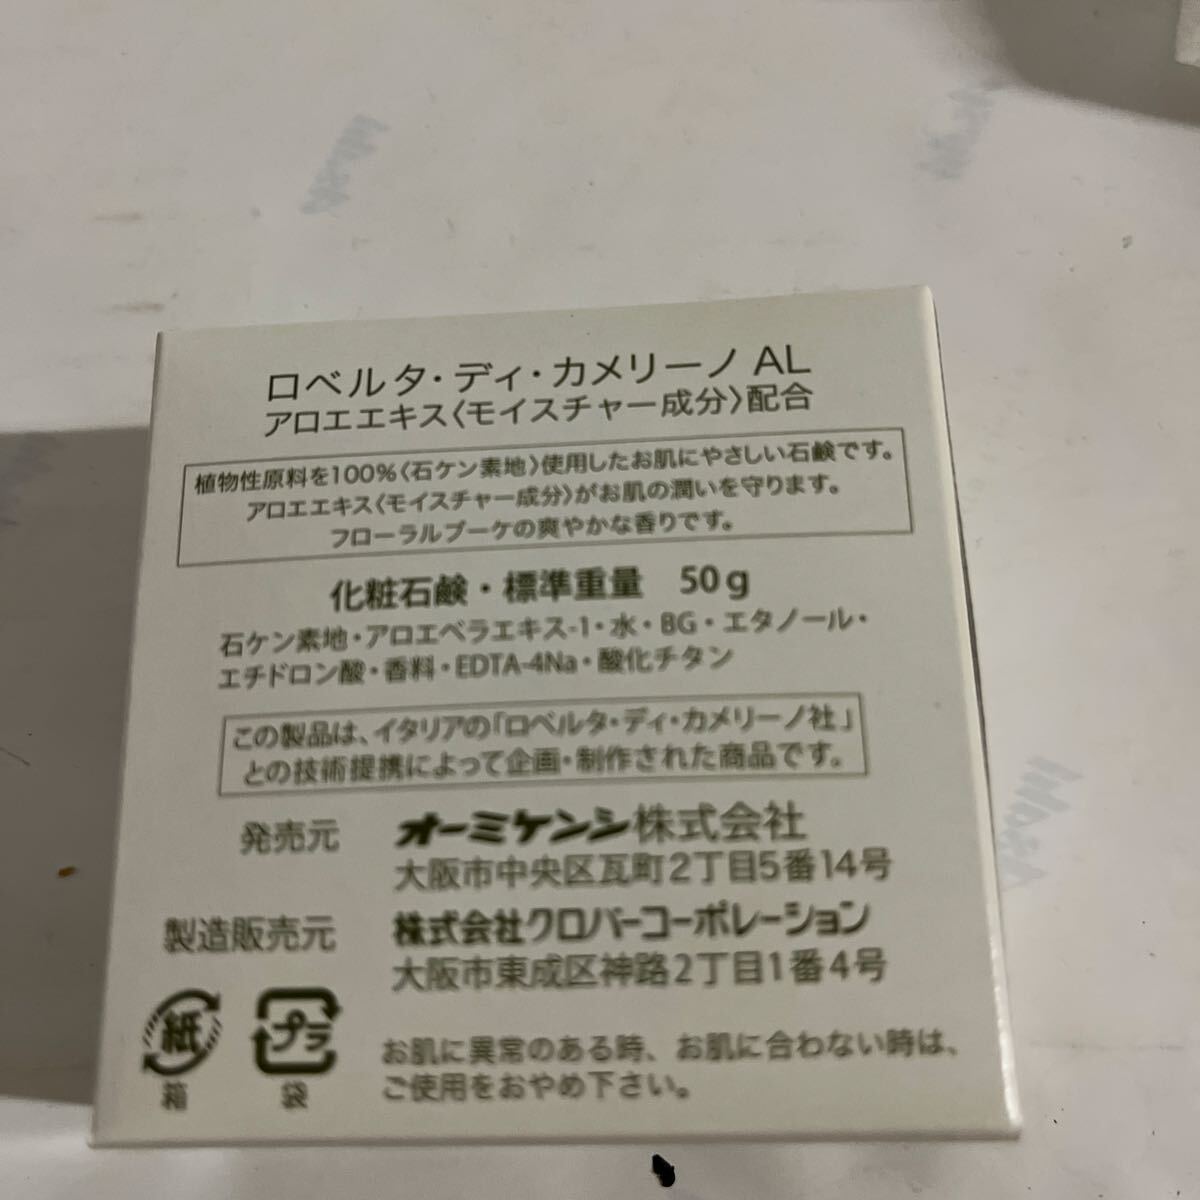 ロベルタ・ディ・カメリーノ AL
アロエエキス〈モイスチャー成分〉配合
植物性原料を100%〈石ケン素地〉使用したお肌にやさしい石鹸です。
アロエエキス〈モイスチャー成分〉がお肌の潤いを守ります。
フローラルブーケの爽やかな香りです。
化粧石鹸・標準重量 50g
石ケン素地・アロエベラエキス-1・水・BG・エタノール・
エチドロン酸・香料・EDTA-4Na・酸化チタン
この製品は、イタリアの「ロベルタ・ディ・カメリーノ社」
との技術提携によって企画・制作された商品です。
発売元 オーミケンシ株式会社
大阪市中央区瓦町2丁目5番14号
製造販売元 株式会社クロバーコーポレーション
大阪市東成区神路2丁目1番4号
紙 プラ
箱 袋
お肌に異常のある時、お肌に合わない時は、
ご使用をおやめ下さい。